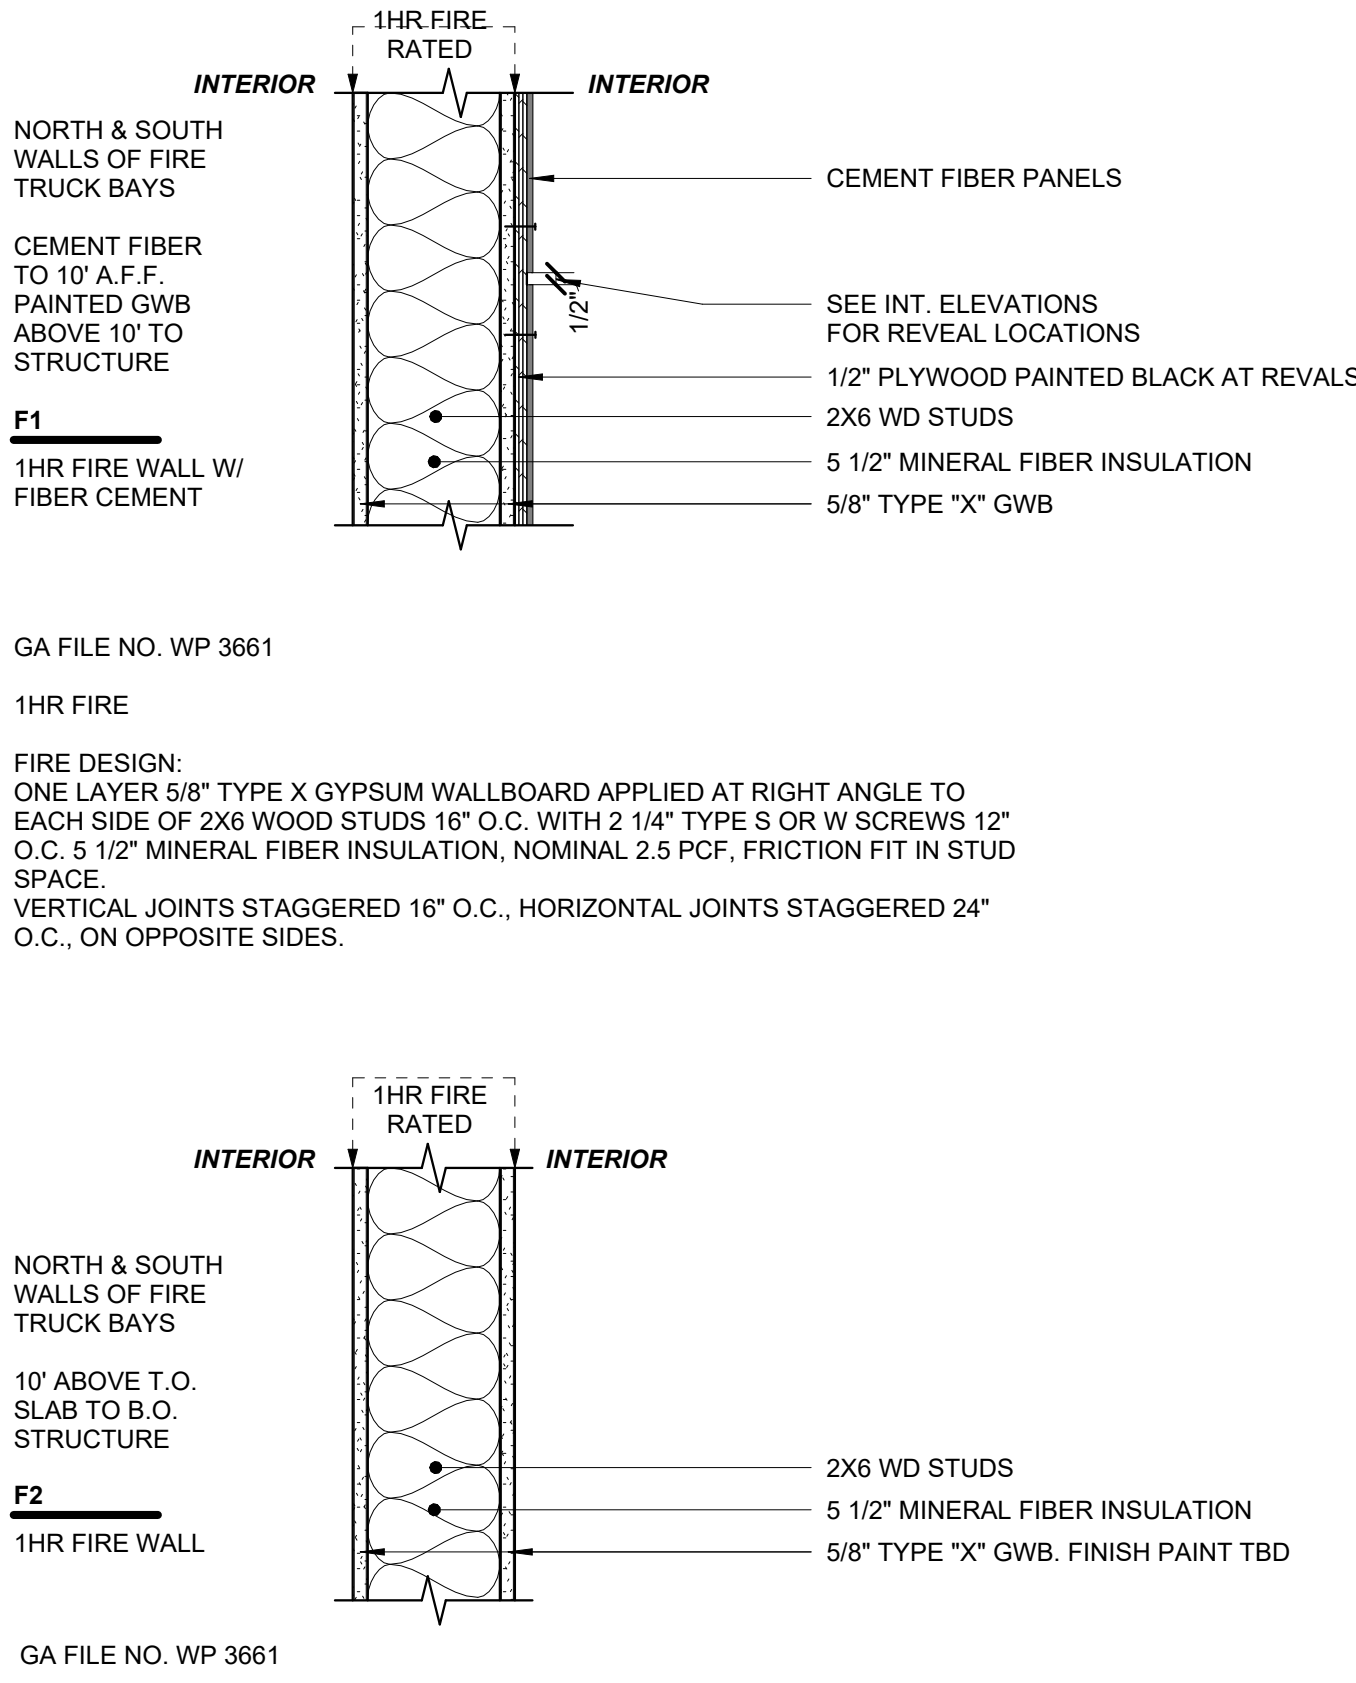 1HR FIRE
RATED
INTERIOR
INTERIOR
NORTH & SOUTH
WALLS OF FIRE
TRUCK BAYS
CEMENT FIBER
TO 10' A.F.F.
PAINTED GWB
ABOVE 10' TO
STRUCTURE
F1
1HR FIRE WALL W/
FIBER CEMENT
CEMENT FIBER PANELS
1/2"
SEE INT. ELEVATIONS
FOR REVEAL LOCATIONS
1/2" PLYWOOD PAINTED BLACK AT REVALS
2X6 WD STUDS
5 1/2" MINERAL FIBER INSULATION
5/8" TYPE "X" GWB
GA FILE NO. WP 3661
1HR FIRE
FIRE DESIGN:
ONE LAYER 5/8" TYPE X GYPSUM WALLBOARD APPLIED AT RIGHT ANGLE TO
EACH SIDE OF 2X6 WOOD STUDS 16" O.C. WITH 2 1/4" TYPE S OR W SCREWS 12"
O.C. 5 1/2" MINERAL FIBER INSULATION, NOMINAL 2.5 PCF, FRICTION FIT IN STUD
SPACE.
VERTICAL JOINTS STAGGERED 16" O.C., HORIZONTAL JOINTS STAGGERED 24"
O.C., ON OPPOSITE SIDES.
1HR FIRE
RATED
INTERIOR
INTERIOR
NORTH & SOUTH
WALLS OF FIRE
TRUCK BAYS
10' ABOVE T.O.
SLAB TO B.O.
STRUCTURE
F2
1HR FIRE WALL
2X6 WD STUDS
5 1/2" MINERAL FIBER INSULATION
5/8" TYPE "X" GWB. FINISH PAINT TBD
GA FILE NO. WP 3661